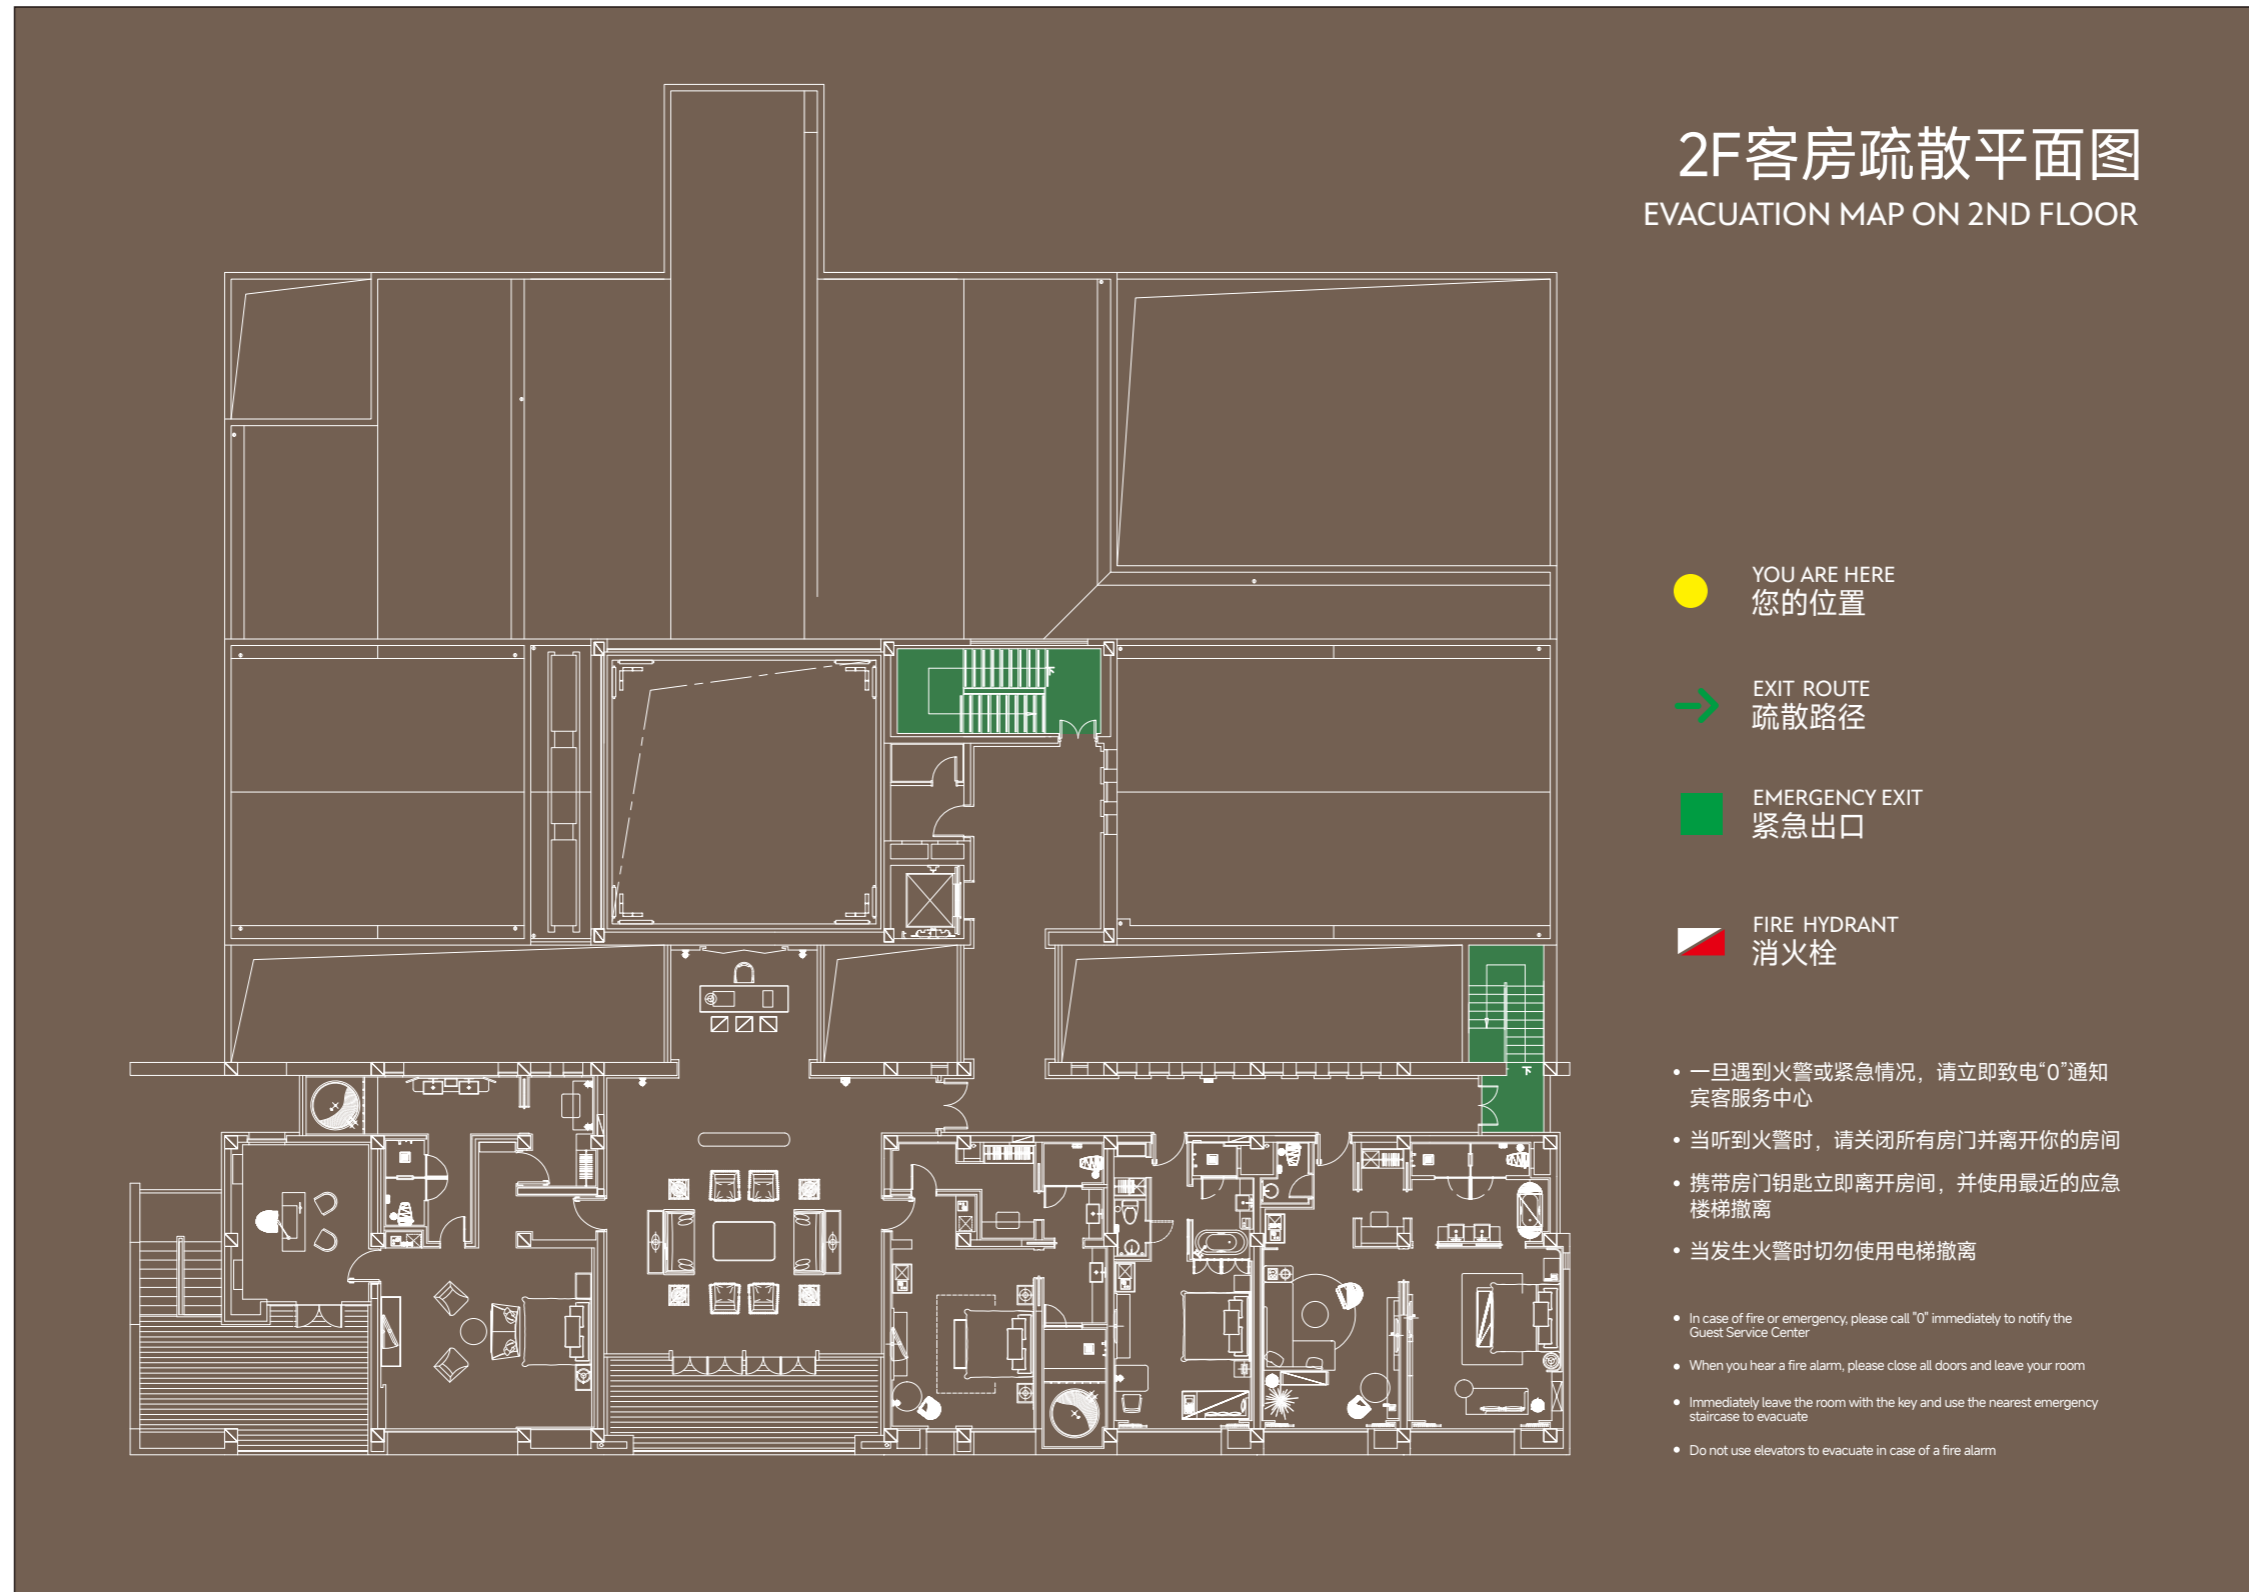 2F客房疏散平面图
EVACUATION MAP ON 2ND FLOOR
YOU ARE HERE
您的位置
EXIT ROUTE
疏散路径
EMERGENCY EXIT
紧急出口
FIRE HYDRANT
消火栓
下
• 一旦遇到火警或紧急情况，请立即致电“0”通知
宾客服务中心
• 当听到火警时，请关闭所有房门并离开你的房间
• 携带房门钥匙立即离开房间，并使用最近的应急
楼梯撤离
• 当发生火警时切勿使用电梯撤离
• In case of fire or emergency, please call "0" immediately to notify the
Guest Service Center
• When you hear a fire alarm, please close all doors and leave your room
• Immediately leave the room with the key and use the nearest emergency
staircase to evacuate
• Do not use elevators to evacuate in case of a fire alarm